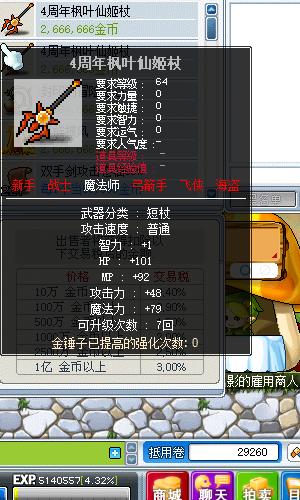 4周年枫叶仙姬杖
2,666,666金币
4周年枫叶仙姬杖
要求等级: 64
要求力量: 0
要求敏捷: 0
要求智力: 0
要求运气: 0
要求人气度: -
道具等级: -
新手 战士 魔法师 弓箭手 飞侠 海盗
武器分类 : 短杖
攻击速度 : 普通
智力 : +1
HP : +101
MP : +92
攻击力 : +48
魔法力 : +79
可升级次数 : 7回
金锤子已提高的强化次数: 0
双手剑
价格
交易税
1亿 金币以上
3,00%
影的雇用商人
抵用卷
29260
EXP. 5140557[4.32%]
商城
聊天
拍卖